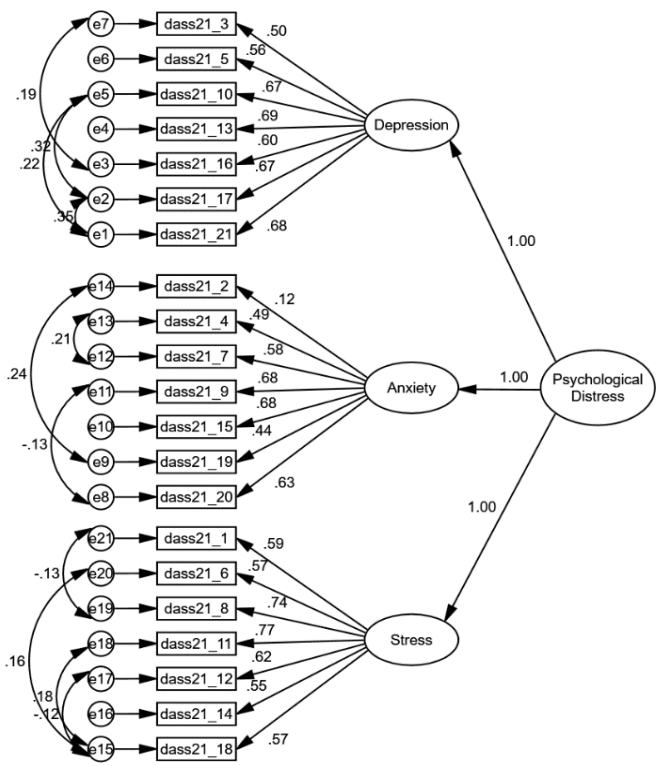 e7 dass21_3 .50
e6 dass21_5 .56
.19 e5 dass21_10 .67
e4 dass21_13 .69 Depression
.32 e3 dass21_16 .60
.22 e2 dass21_17 .67
.35 e1 dass21_21 .68
1.00
e14 dass21_2 .12
e13 dass21_4 .49
.21 e12 dass21_7 .58
.24 e11 dass21_9 .68 Anxiety 1.00 Psychological
Distress
e10 dass21_15 .68
-.13 e9 dass21_19 .44
e8 dass21_20 .63
1.00
e21 dass21_1 .59
-.13 e20 dass21_6 .57
e19 dass21_8 .74
e18 dass21_11 .77 Stress
.16 e17 dass21_12 .62
.18 e16 dass21_14 .55
-.12 e15 dass21_18 .57